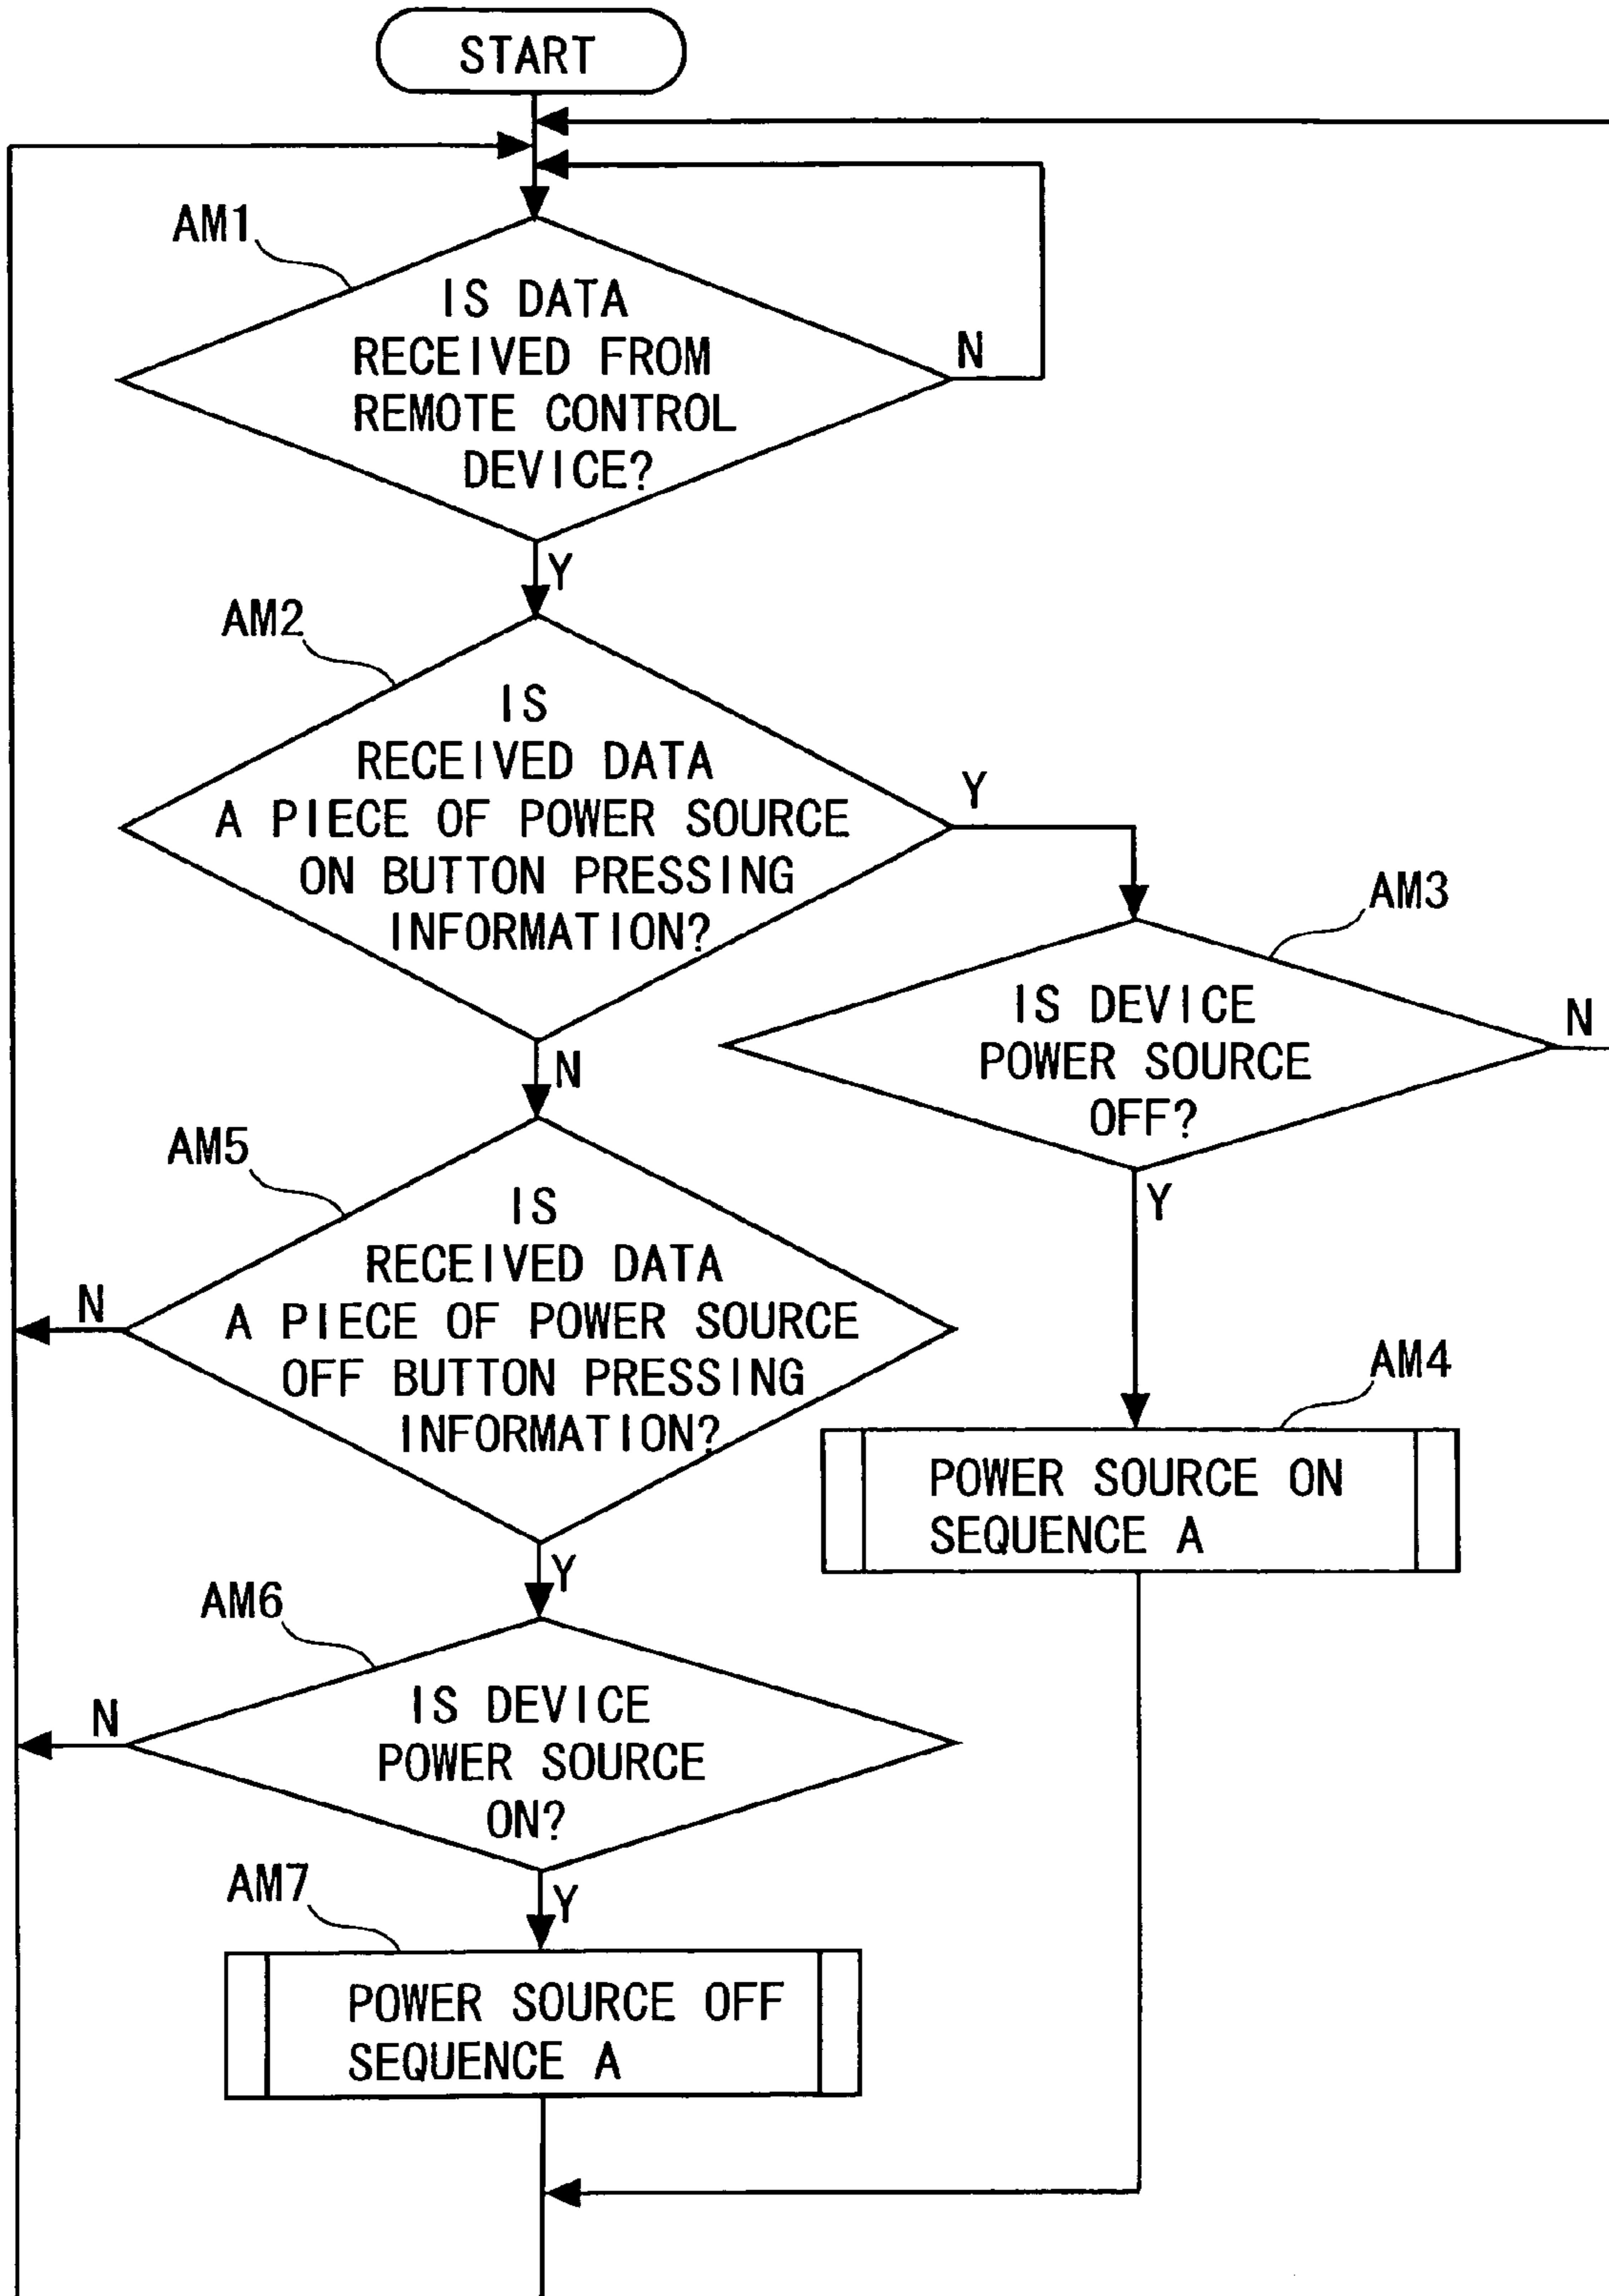 START
AM1
IS DATA
RECEIVED FROM
REMOTE CONTROL
DEVICE?
N
Y
AM2
IS
RECEIVED DATA
A PIECE OF POWER SOURCE
ON BUTTON PRESSING
INFORMATION?
Y
N
AM3
IS DEVICE
POWER SOURCE
OFF?
N
Y
AM5
IS
RECEIVED DATA
A PIECE OF POWER SOURCE
OFF BUTTON PRESSING
INFORMATION?
N
Y
AM4
POWER SOURCE ON
SEQUENCE A
AM6
IS DEVICE
POWER SOURCE
ON?
N
Y
AM7
POWER SOURCE OFF
SEQUENCE A